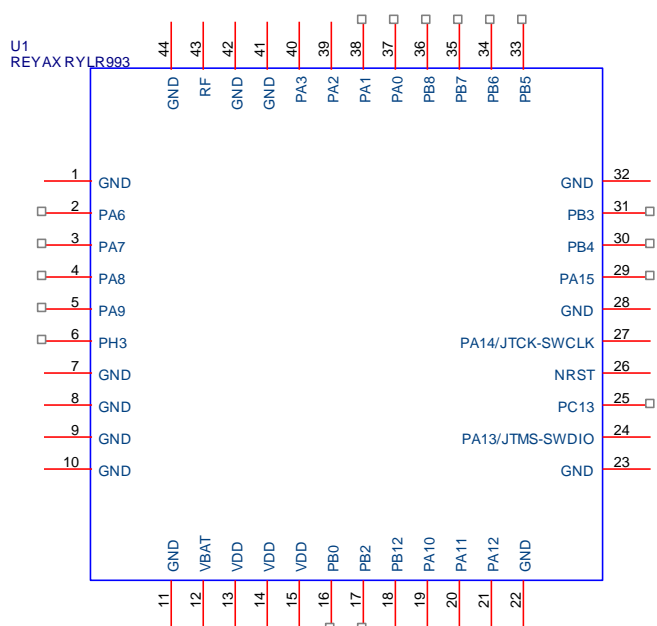 U1
REYAX RYLR993
44 43 42 41 40 39 38 37 36 35 34 33
GND RF GND GND PA3 PA2 PA1 PA0 PB8 PB7 PB6 PB5
1 GND
2 PA6
3 PA7
4 PA8
5 PA9
6 PH3
7 GND
8 GND
9 GND
10 GND
GND 32
PB3 31
PB4 30
PA15 29
GND 28
PA14/JTCK-SWCLK 27
NRST 26
PC13 25
PA13/JTMS-SWDIO 24
GND 23
GND VBAT VDD VDD VDD PB0 PB2 PB12 PA10 PA11 PA12 GND
11 12 13 14 15 16 17 18 19 20 21 22